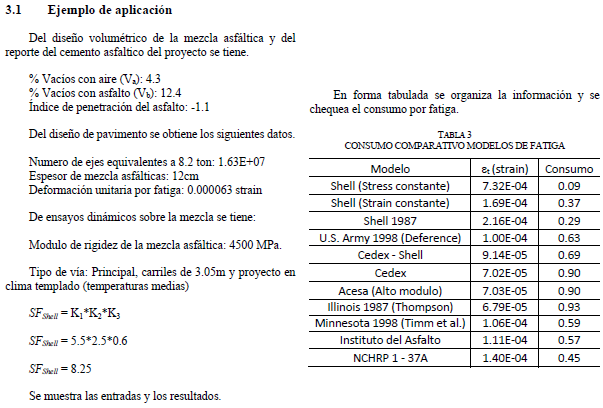 3.1 Ejemplo de aplicación
Del diseño volumétrico de la mezcla asfáltica y del
reporte del cemento asfaltico del proyecto se tiene.
% Vacios con aire (Va): 4.3
% Vacios con asfalto (Vb): 12.4
Índice de penetración del asfalto: -1.1
Del diseño de pavimento se obtiene los siguientes datos.
Numero de ejes equivalentes a 8.2 ton: 1.63E+07
Espesor de mezcla asfálticas: 12cm
Deformación unitaria por fatiga: 0.000063 strain
De ensayos dinámicos sobre la mezcla se tiene:
Modulo de rigidez de la mezcla asfáltica: 4500 MPa.
Tipo de vía: Principal, carriles de 3.05m y proyecto en
clima templado (temperaturas medias)
SFShell = K1*K2*K3
SFShell = 5.5*2.5*0.6
SFShell = 8.25
Se muestra las entradas y los resultados.
En forma tabulada se organiza la información y se
chequea el consumo por fatiga.
TABLA 3
CONSUMO COMPARATIVO MODELOS DE FATIGA
Modelo εt (strain) Consumo
Shell (Stress constante) 7.32E-04 0.09
Shell (Strain constante) 1.69E-04 0.37
Shell 1987 2.16E-04 0.29
U.S. Army 1998 (Deference) 1.00E-04 0.63
Cedex - Shell 9.14E-05 0.69
Cedex 7.02E-05 0.90
Acesa (Alto modulo) 7.03E-05 0.90
Illinois 1987 (Thompson) 6.79E-05 0.93
Minnesota 1998 (Timm et al.) 1.06E-04 0.59
Instituto del Asfalto 1.11E-04 0.57
NCHRP 1 - 37A 1.40E-04 0.45